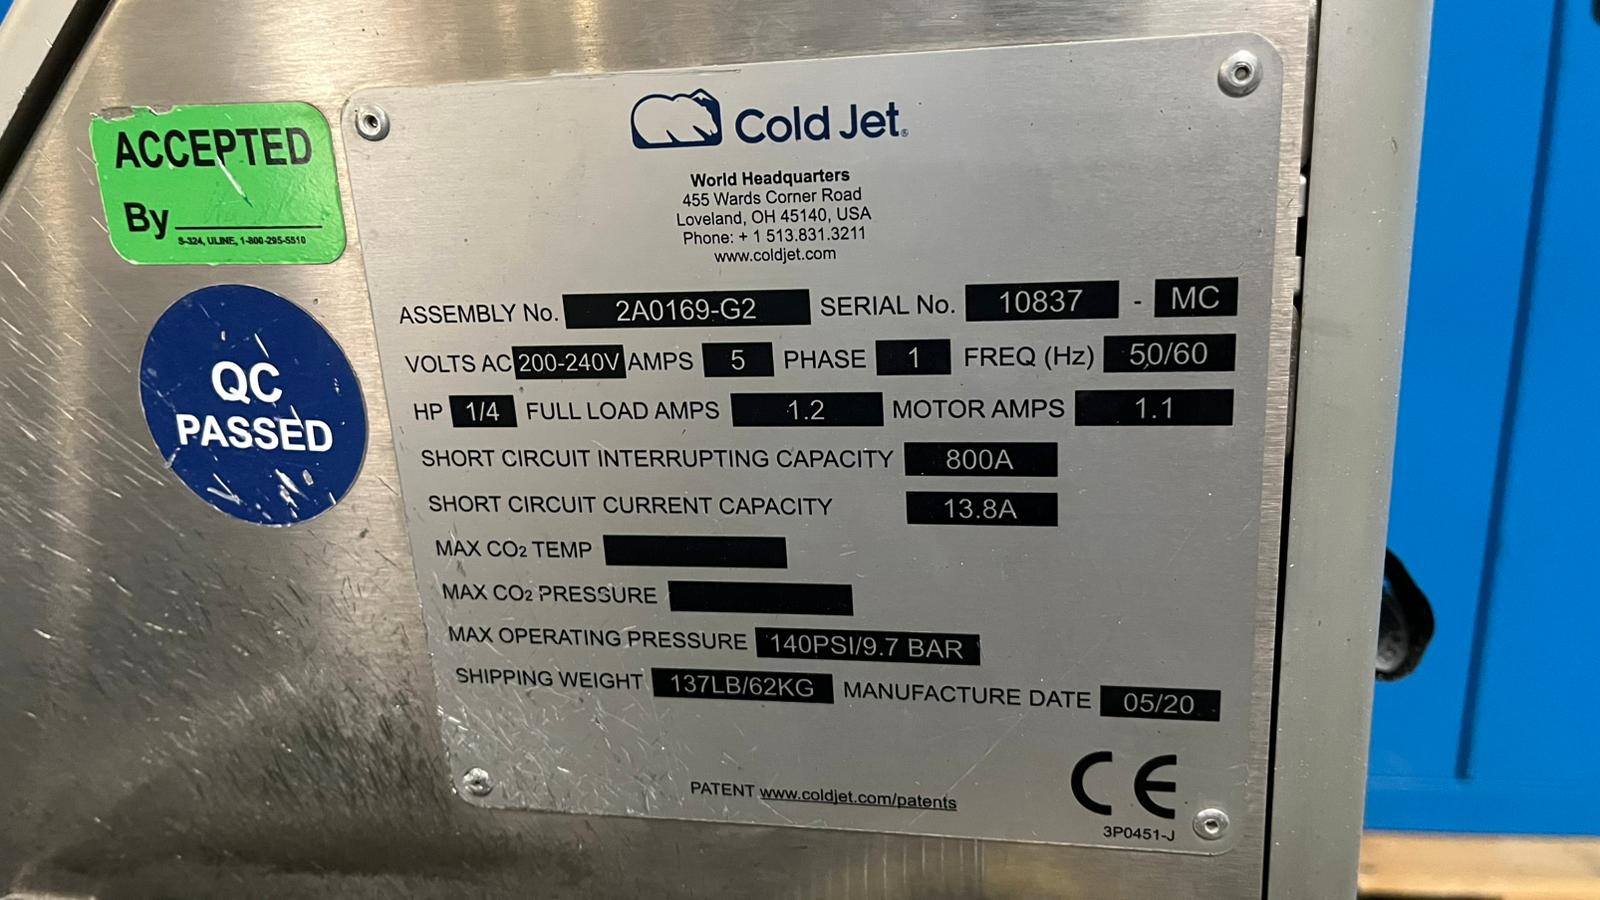 ACCEPTED
By
S-324, ULINE, 1-800-295-5510
QC
PASSED
Cold Jet®
World Headquarters
455 Wards Corner Road
Loveland, OH 45140, USA
Phone: + 1 513.831.3211
www.coldjet.com
ASSEMBLY No. 2A0169-G2 SERIAL No. 10837 - MC
VOLTS AC 200-240V AMPS 5 PHASE 1 FREQ (Hz) 50/60
HP 1/4 FULL LOAD AMPS 1.2 MOTOR AMPS 1.1
SHORT CIRCUIT INTERRUPTING CAPACITY 800A
SHORT CIRCUIT CURRENT CAPACITY 13.8A
MAX CO₂ TEMP
MAX CO₂ PRESSURE
MAX OPERATING PRESSURE 140PSI/9.7 BAR
SHIPPING WEIGHT 137LB/62KG MANUFACTURE DATE 05/20
PATENT www.coldjet.com/patents
CE
3P0451-J